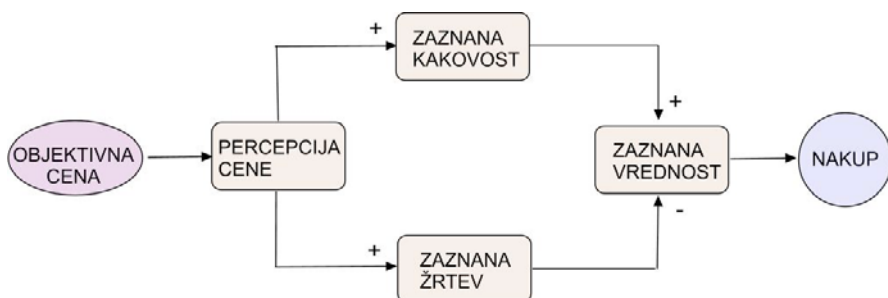 +
ZAZNANA
KAKOVOST
+
OBJEKTIVNA
CENA
PERCEPCIJA
CENE
ZAZNANA
VREDNOST
NAKUP
-
+
ZAZNANA
ŽRTEV